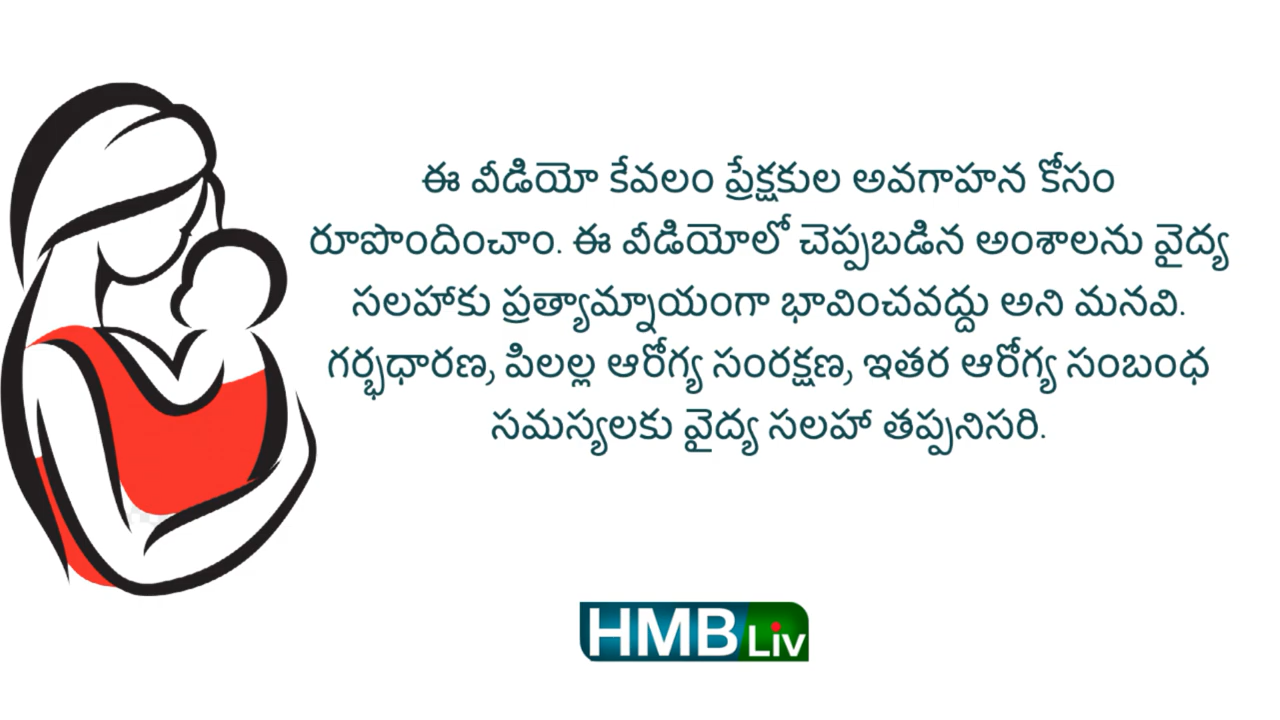 ఈ వీడియో కేవలం ప్రేక్షకుల అవగాహన కోసం
రూపొందించాం. ఈ వీడియోలో చెప్పబడిన అంశాలను వైద్య
సలహాకు ప్రత్యామ్నాయంగా భావించవద్దు అని మనవి.
గర్భధారణ, పిలల్ల ఆరోగ్య సంరక్షణ, ఇతర ఆరోగ్య సంబంధ
సమస్యలకు వైద్య సలహా తప్పనిసరి.
HMB Liv